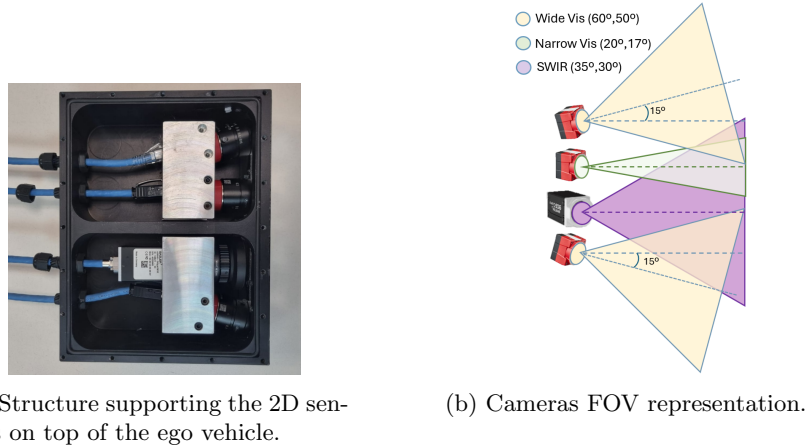 Wide Vis (60º,50º)
Narrow Vis (20º,17º)
SWIR (35º,30º)
15º
15º
Structure supporting the 2D sen-
on top of the ego vehicle.
(b) Cameras FOV representation.